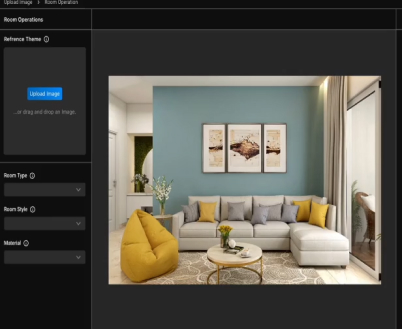 Upload Image > Room Operation
Room Operations
Refrence Theme
Upload Image
...or drag and drop an image.
Room Type
Room Style
Material